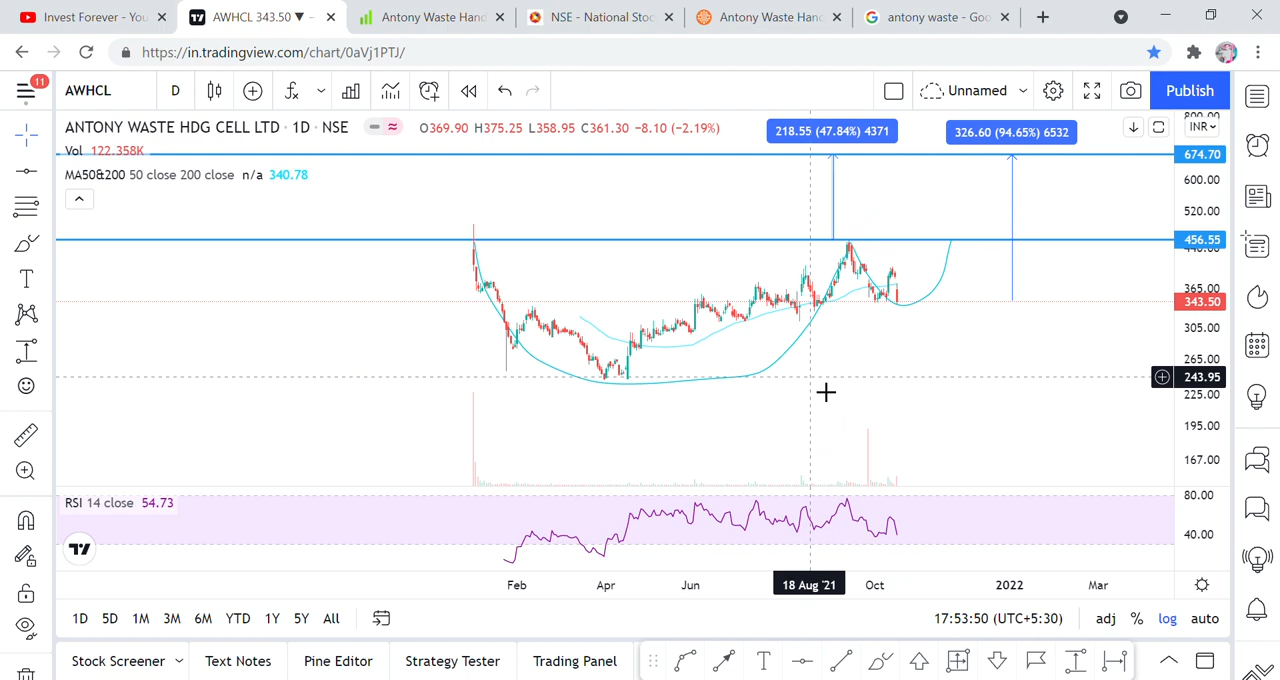 Invest Forever - You
AWHCL 343.50 ▼ −
Antony Waste Hand
NSE - National Stoc
Antony Waste Hand
antony waste - Goo
https://in.tradingview.com/chart/0aVj1PTJ/
11
AWHCL
D
Unnamed
Publish
ANTONY WASTE HDG CELL LTD · 1D · NSE
O369.90 H375.25 L358.95 C361.30 −8.10 (−2.19%)
218.55 (47.84%) 4371
326.60 (94.65%) 6532
INR
Vol 122.358K
MA50&200 50 close 200 close n/a 340.78
800.00
674.70
600.00
520.00
456.55
440.00
365.00
343.50
305.00
265.00
243.95
225.00
195.00
167.00
RSI 14 close 54.73
80.00
40.00
Feb
Apr
Jun
18 Aug '21
Oct
2022
Mar
1D 5D 1M 3M 6M YTD 1Y 5Y All
17:53:50 (UTC+5:30)
adj % log auto
Stock Screener
Text Notes
Pine Editor
Strategy Tester
Trading Panel